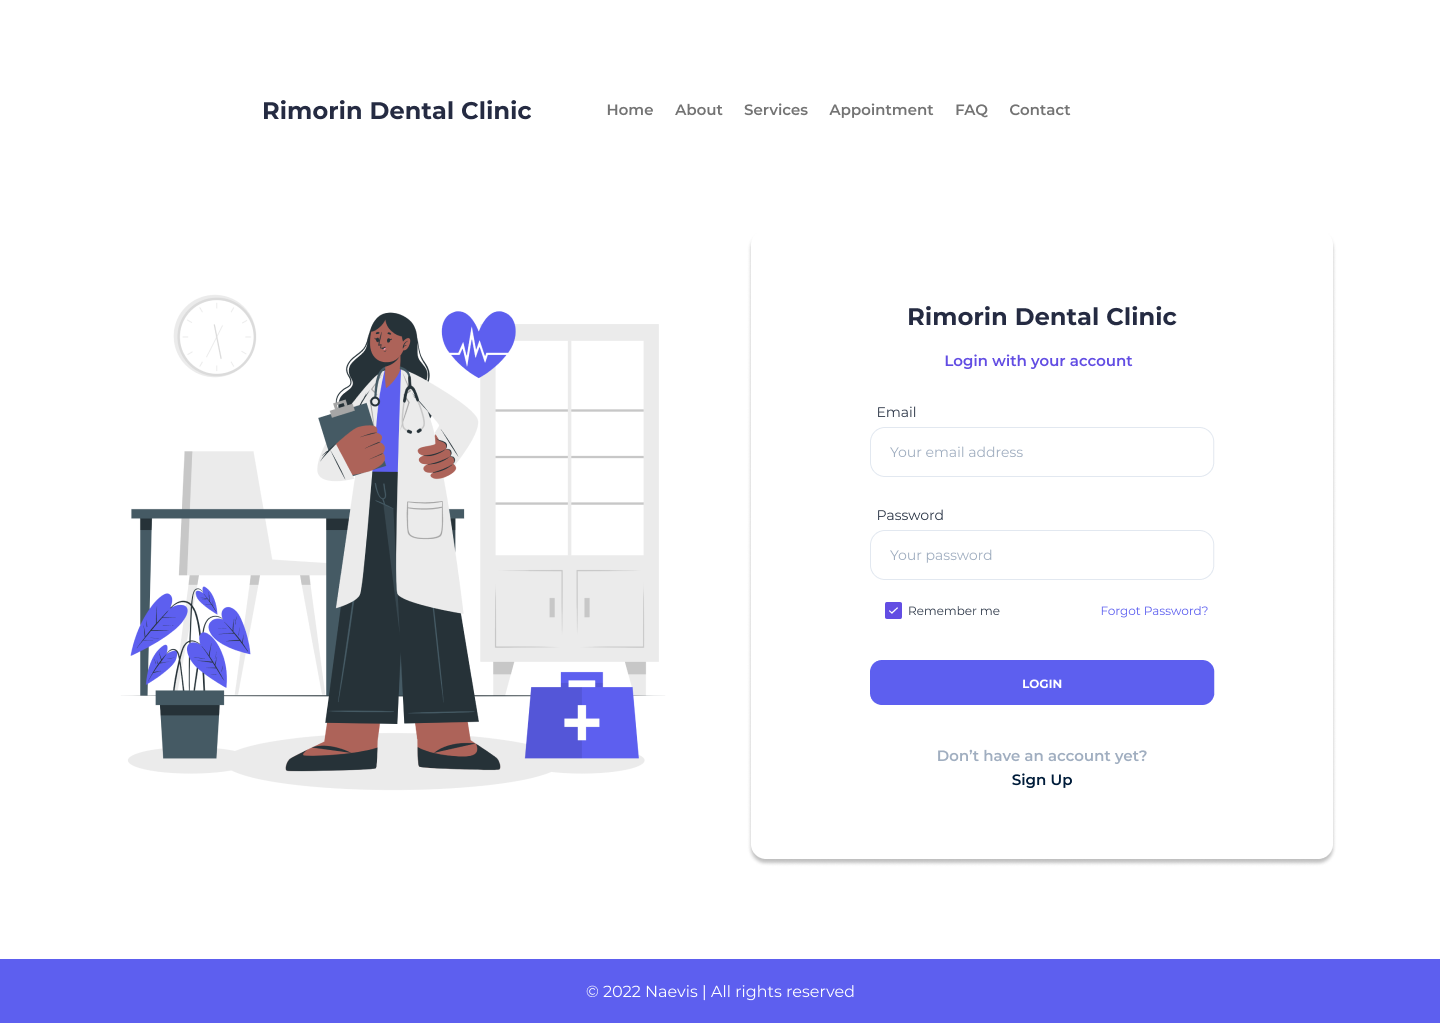 Rimorin Dental Clinic
Home About Services Appointment FAQ Contact
Rimorin Dental Clinic
Login with your account
Email
Your email address
Password
Your password
Remember me Forgot Password?
LOGIN
Don’t have an account yet?
Sign Up
© 2022 Naevis | All rights reserved